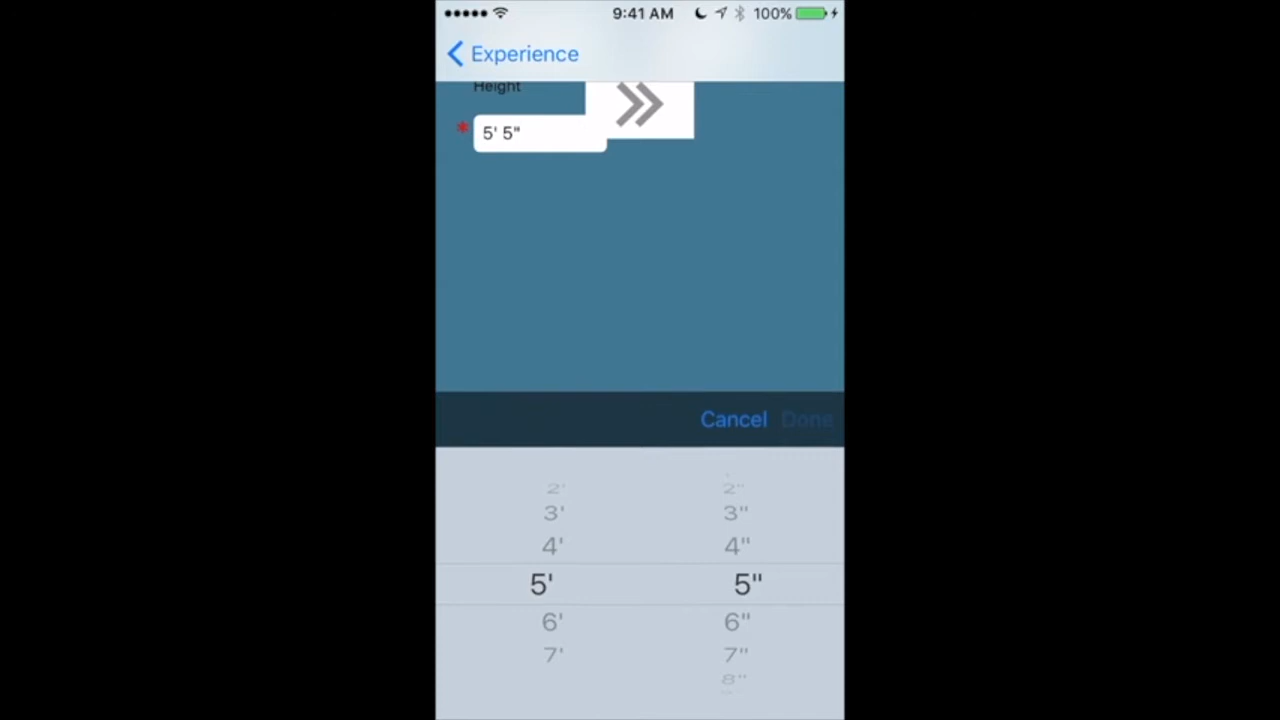 9:41 AM 100%
Experience
Height
* 5' 5"
Cancel Done
2' 2"
3' 3"
4' 4"
5' 5"
6' 6"
7' 7"
8"